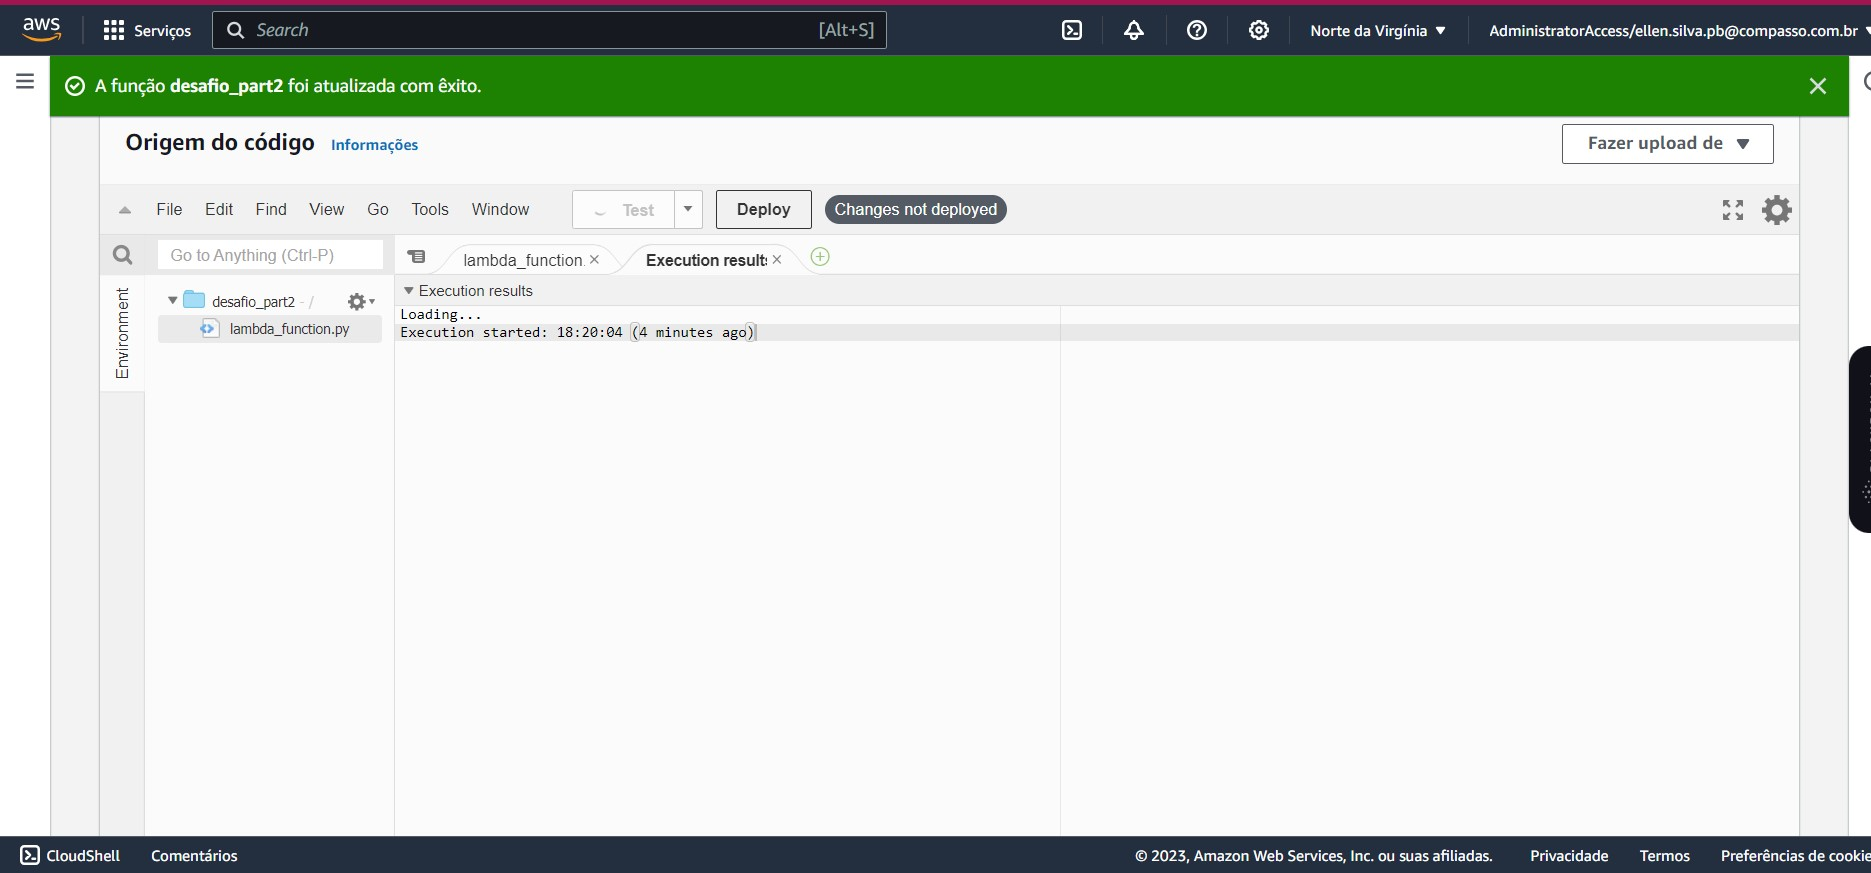 aws Serviços Search [Alt+S] Norte da Virgínia AdministratorAccess/ellen.silva.pb@compasso.com.br
A função desafio_part2 foi atualizada com êxito.
Origem do código Informações Fazer upload de
File Edit Find View Go Tools Window Test Deploy Changes not deployed
Go to Anything (Ctrl-P) lambda_function. Execution results
Execution results
Environment
desafio_part2 - /
lambda_function.py
Loading...
Execution started: 18:20:04 (4 minutes ago)
CloudShell Comentários © 2023, Amazon Web Services, Inc. ou suas afiliadas. Privacidade Termos Preferências de cookie